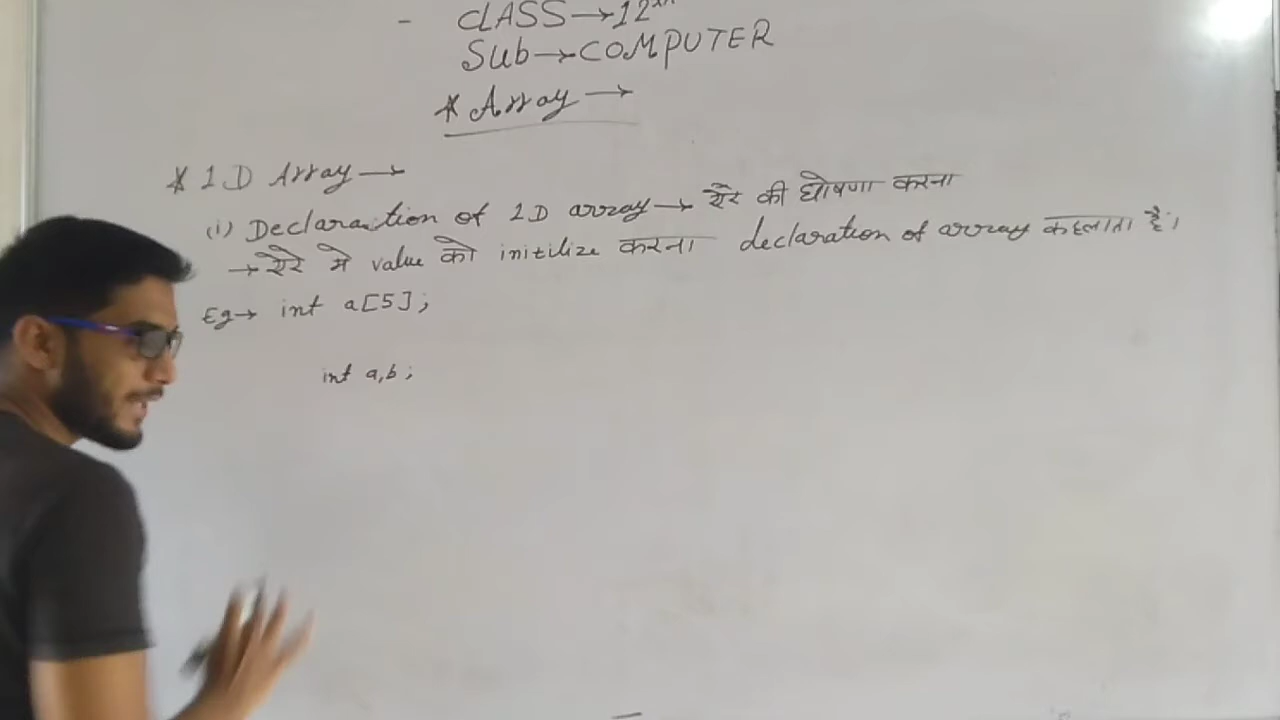 - CLASS→12th
Sub→COMPUTER
* Array →
* 1D Array →
(i) Declaraction of 1D array → ऐरे की घोषणा करना
→ ऐरे मे value को initilize करना declaration of array कहलाता है।
Eg→ int a[5];
int a,b;